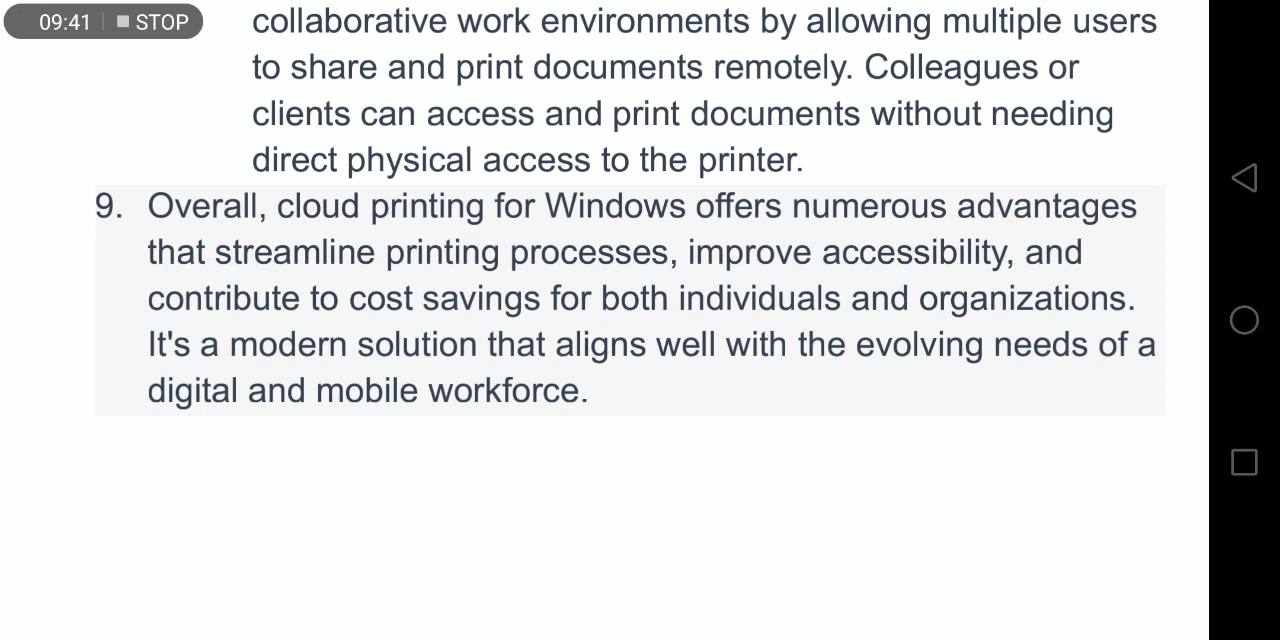 09:41 STOP
collaborative work environments by allowing multiple users
to share and print documents remotely. Colleagues or
clients can access and print documents without needing
direct physical access to the printer.
9. Overall, cloud printing for Windows offers numerous advantages
that streamline printing processes, improve accessibility, and
contribute to cost savings for both individuals and organizations.
It's a modern solution that aligns well with the evolving needs of a
digital and mobile workforce.